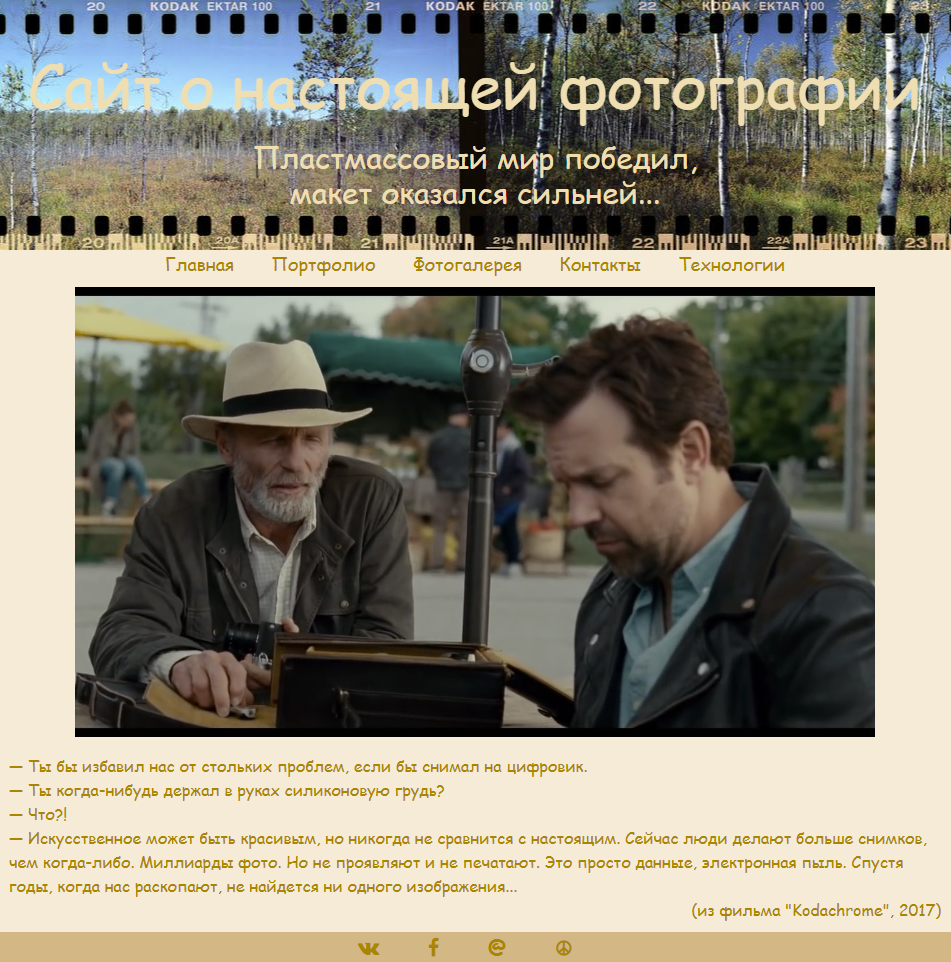 20 KODAK EKTAR 100 21 KODAK EKTAR 100 22 KODAK EKTAR 100 23
Сайт о настоящей фотографии
Пластмассовый мир победил,
макет оказался сильней...
20 20A 21 21A 22 22A 23
Главная Портфолио Фотогалерея Контакты Технологии
— Ты бы избавил нас от стольких проблем, если бы снимал на цифровик.
— Ты когда-нибудь держал в руках силиконовую грудь?
— Что?!
— Искусственное может быть красивым, но никогда не сравнится с настоящим. Сейчас люди делают больше снимков,
чем когда-либо. Миллиарды фото. Но не проявляют и не печатают. Это просто данные, электронная пыль. Спустя
годы, когда нас раскопают, не найдется ни одного изображения...
(из фильма "Kodachrome", 2017)